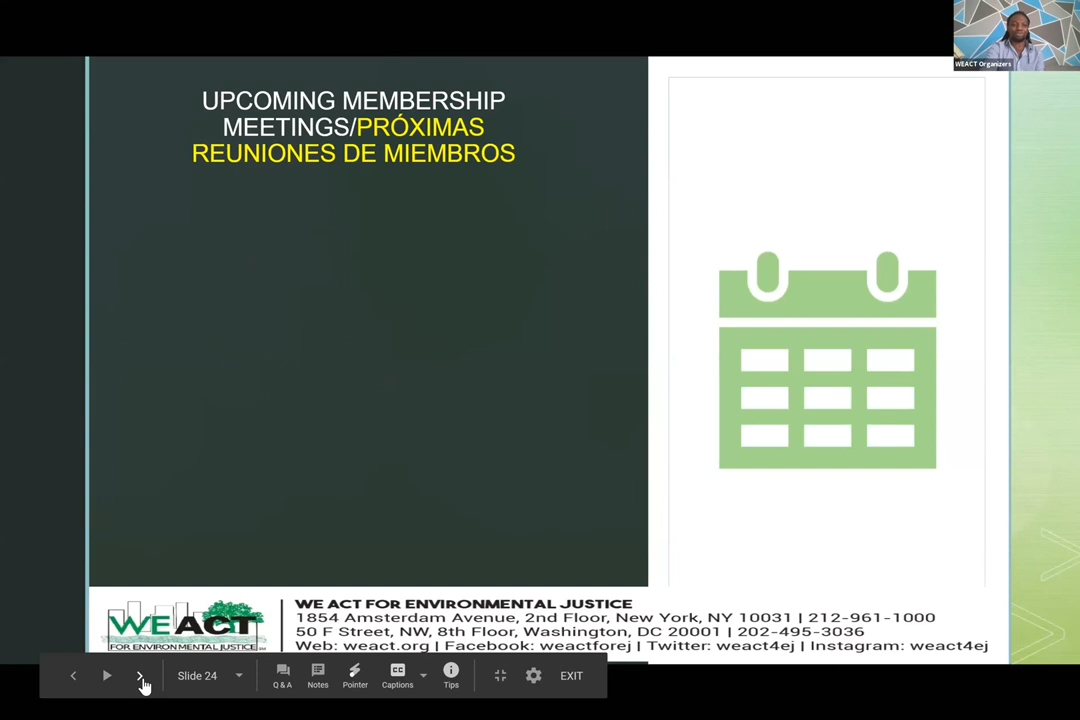 WEACT Organizers
UPCOMING MEMBERSHIP
MEETINGS/PRÓXIMAS
REUNIONES DE MIEMBROS
WE ACT
FOR ENVIRONMENTAL JUSTICE
WE ACT FOR ENVIRONMENTAL JUSTICE
1854 Amsterdam Avenue, 2nd Floor, New York, NY 10031 | 212-961-1000
50 F Street, NW, 8th Floor, Washington, DC 20001 | 202-495-3036
Web: weact.org | Facebook: weactforej | Twitter: weact4ej | Instagram: weact4ej
Slide 24
Q & A
Notes
Pointer
CC
Captions
Tips
EXIT